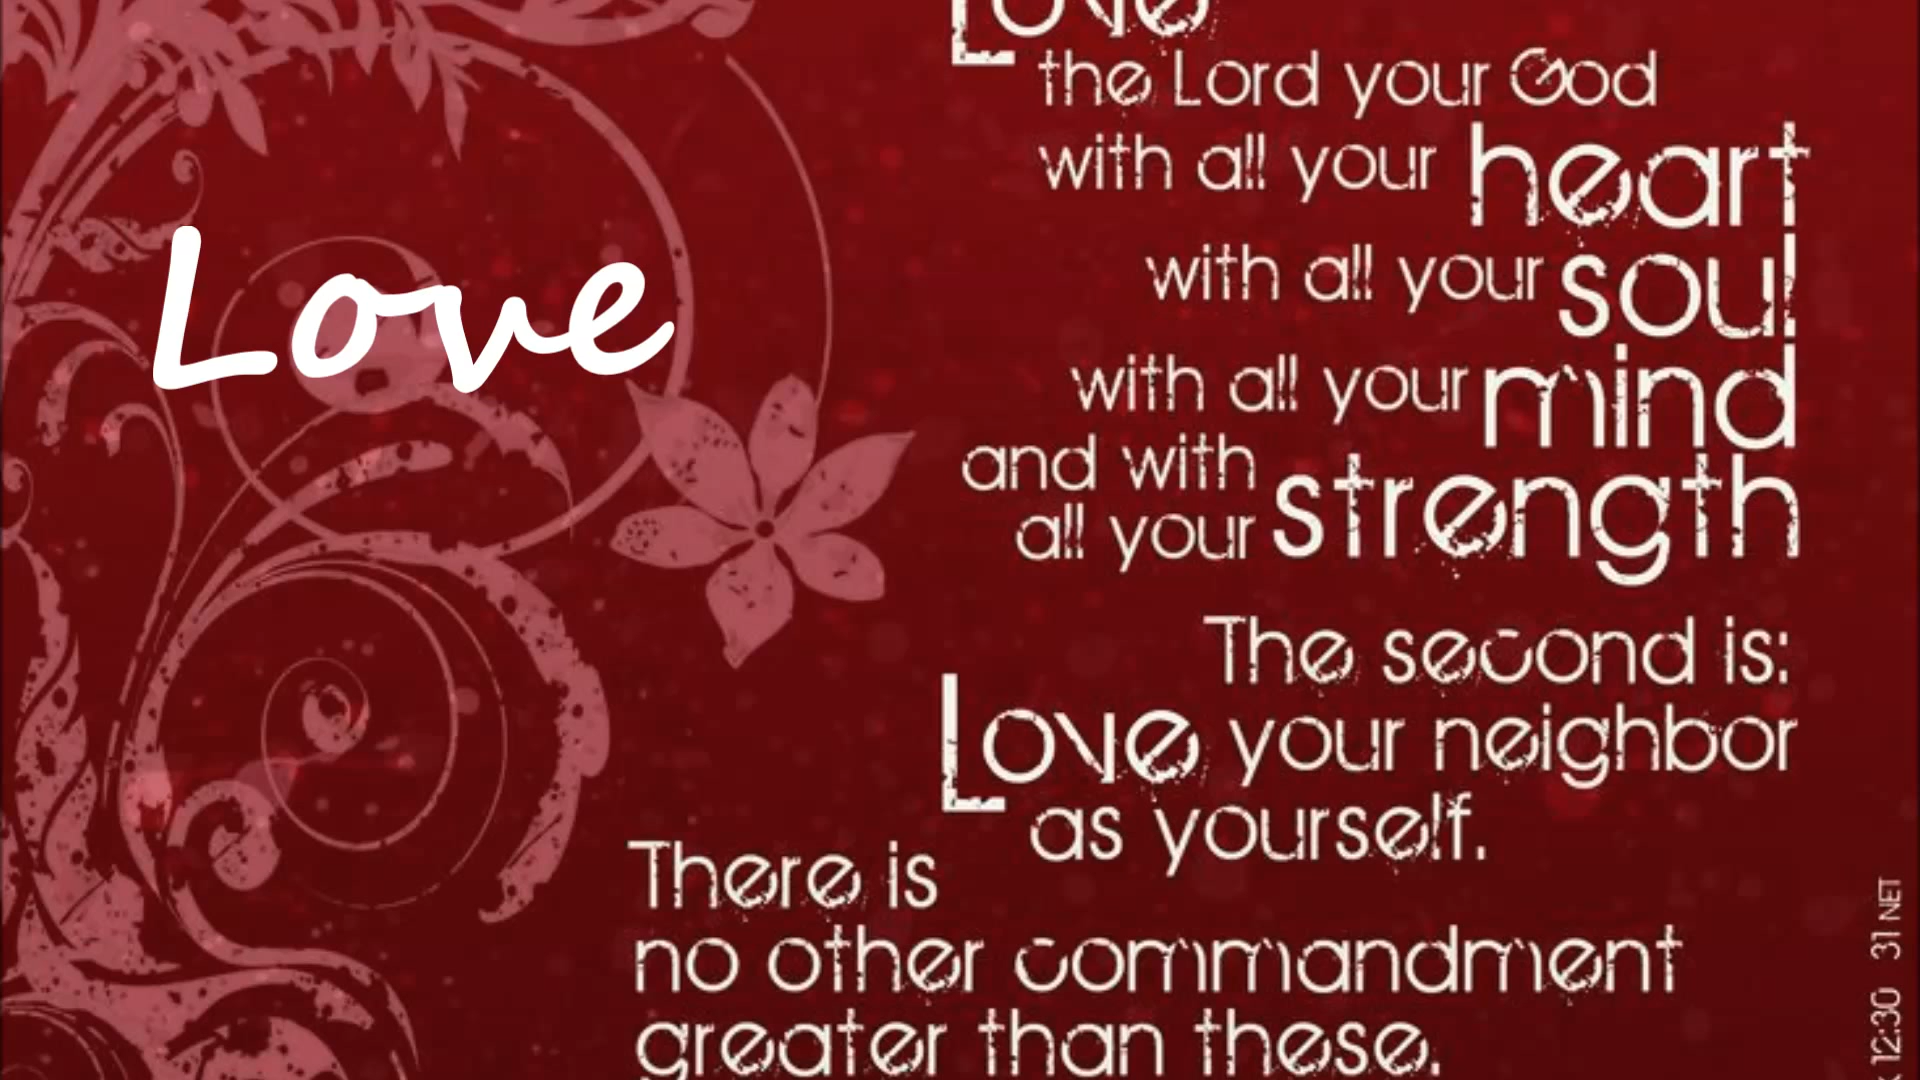 Love
Love
the Lord your God
with all your heart
with all your soul
with all your mind
and with
all your strength
The second is:
Love your neighbor
as yourself.
There is
no other commandment
greater than these.
12:30 31 NET